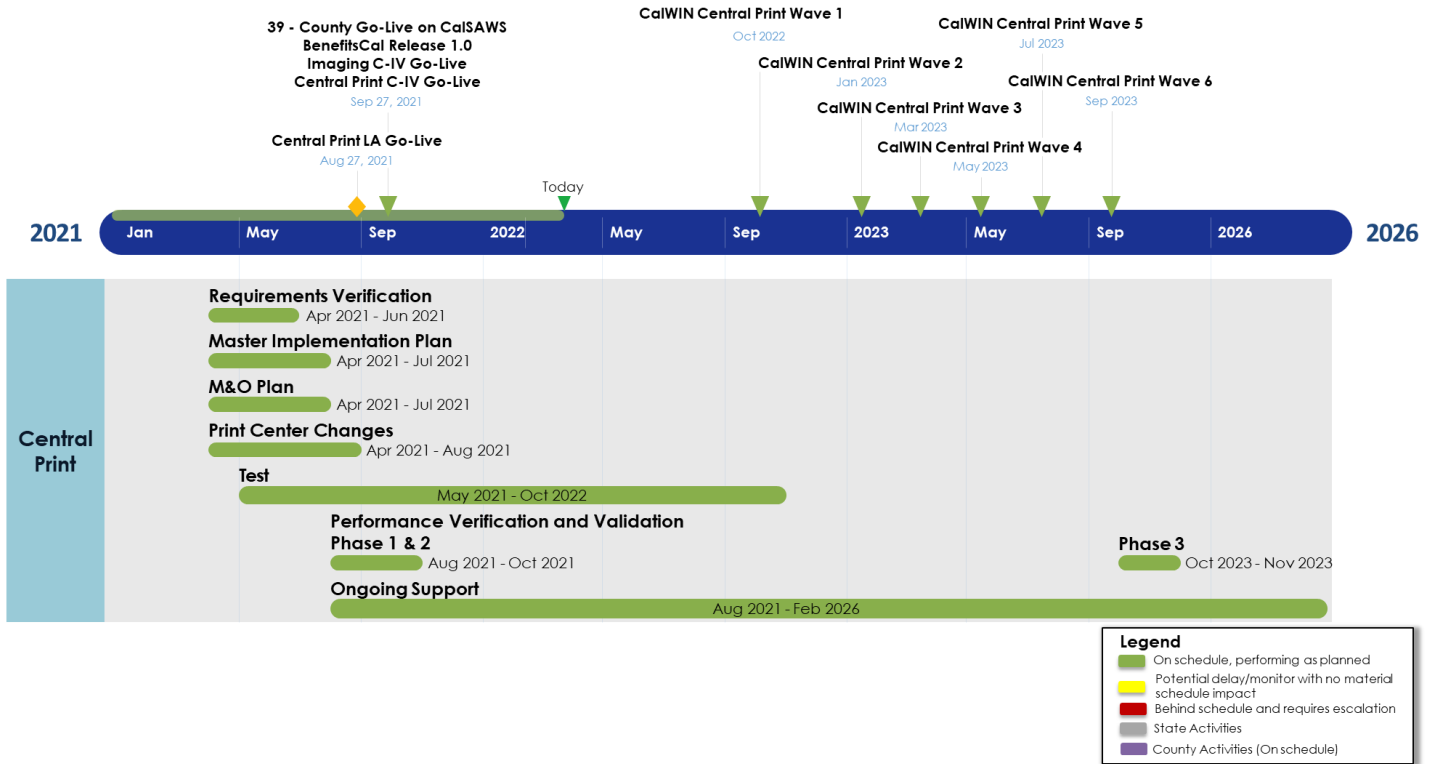 39 - County Go-Live on CalSAWS
BenefitsCal Release 1.0
Imaging C-IV Go-Live
Central Print C-IV Go-Live
Sep 27, 2021
Central Print LA Go-Live
Aug 27, 2021
CalWIN Central Print Wave 1
Oct 2022
CalWIN Central Print Wave 2
Jan 2023
CalWIN Central Print Wave 3
Mar 2023
CalWIN Central Print Wave 4
May 2023
CalWIN Central Print Wave 5
Jul 2023
CalWIN Central Print Wave 6
Sep 2023
Today
2021 Jan May Sep 2022 May Sep 2023 May Sep 2026 2026
Central
Print
Requirements Verification
Apr 2021 - Jun 2021
Master Implementation Plan
Apr 2021 - Jul 2021
M&O Plan
Apr 2021 - Jul 2021
Print Center Changes
Apr 2021 - Aug 2021
Test
May 2021 - Oct 2022
Performance Verification and Validation
Phase 1 & 2
Aug 2021 - Oct 2021
Phase 3
Oct 2023 - Nov 2023
Ongoing Support
Aug 2021 - Feb 2026
Legend
On schedule, performing as planned
Potential delay/monitor with no material
schedule impact
Behind schedule and requires escalation
State Activities
County Activities (On schedule)